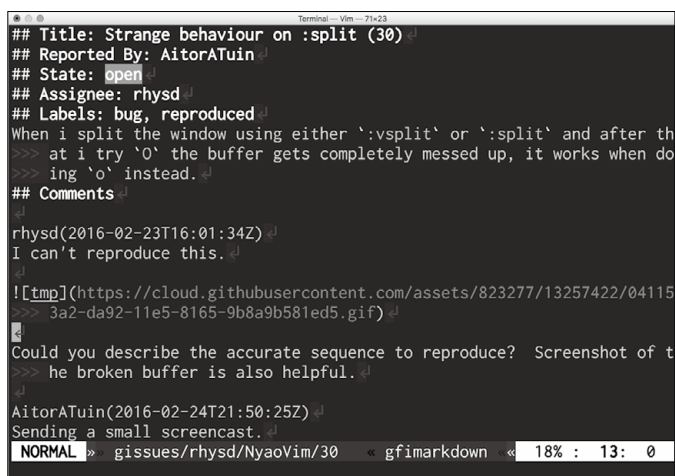 Terminal — Vim — 71×23
## Title: Strange behaviour on :split (30)↲
## Reported By: AitorATuin↲
## State: open↲
## Assignee: rhysd↲
## Labels: bug, reproduced↲
When i split the window using either `:vsplit` or `:split` and after th
>>> at i try `O` the buffer gets completely messed up, it works when do
>>> ing `o` instead.↲
## Comments↲
↲
rhysd(2016-02-23T16:01:34Z)↲
I can't reproduce this.↲
↲
![tmp](https://cloud.githubusercontent.com/assets/823277/13257422/04115
>>> 3a2-da92-11e5-8165-9b8a9b581ed5.gif)↲
↲
Could you describe the accurate sequence to reproduce?  Screenshot of t
>>> he broken buffer is also helpful.↲
↲
AitorATuin(2016-02-24T21:50:25Z)↲
Sending a small screencast.↲
NORMAL »» gissues/rhysd/NyaoVim/30 « gfimarkdown «« 18% : 13: 0